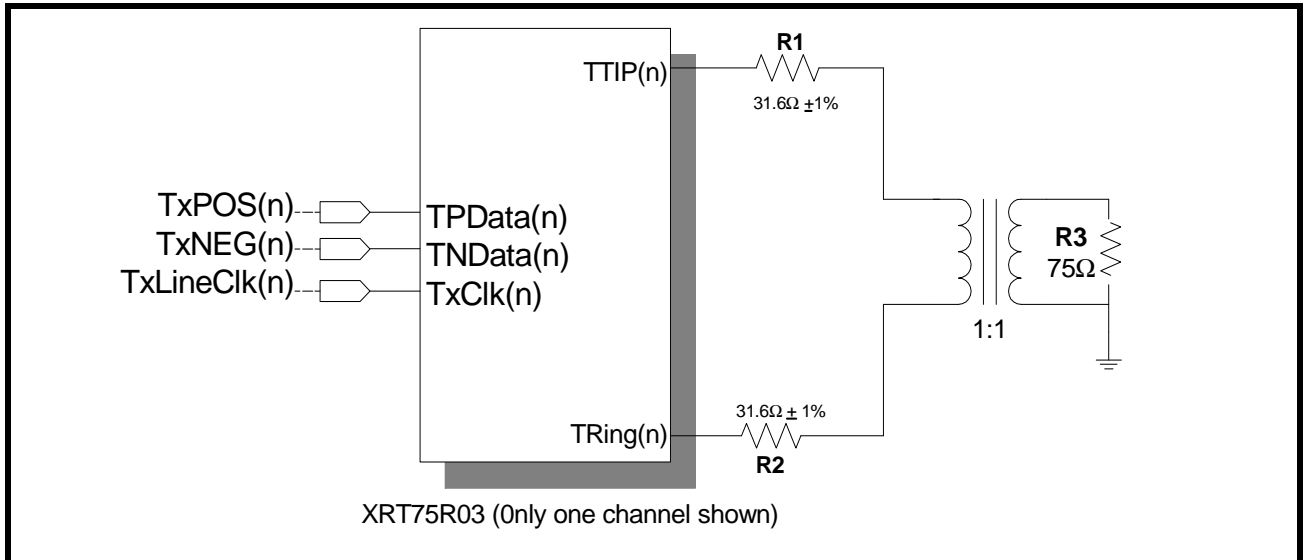 R1
TTIP(n)
31.6Ω ±1%
TxPOS(n)
TPData(n)
TxNEG(n)
TNData(n)
TxLineClk(n)
TxClk(n)
R3
75Ω
1:1
31.6Ω ± 1%
TRing(n)
R2
XRT75R03 (0nly one channel shown)